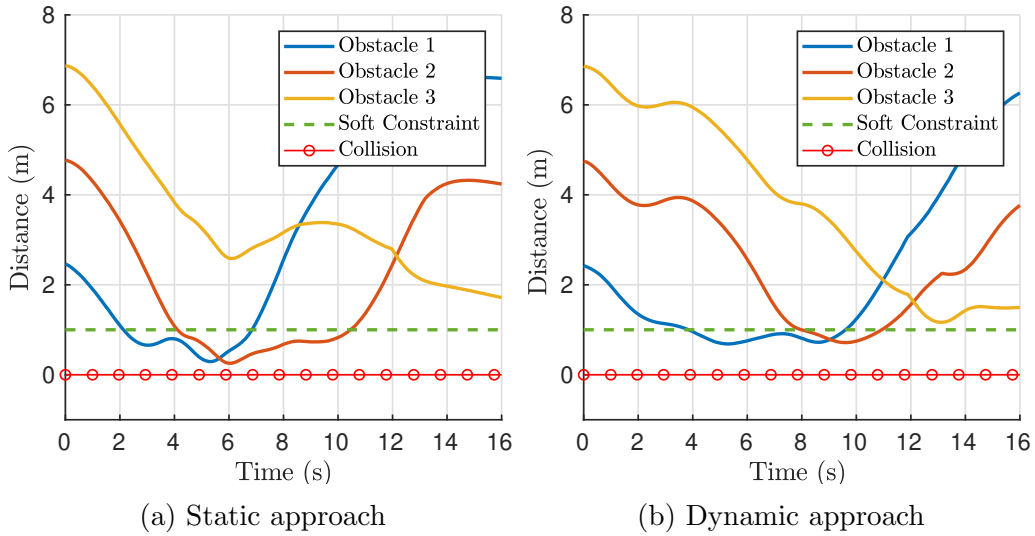 8
6
4
2
0
Distance (m)
Obstacle 1
Obstacle 2
Obstacle 3
Soft Constraint
Collision
0 2 4 6 8 10 12 14 16
Time (s)
(a) Static approach
8
6
4
2
0
Distance (m)
Obstacle 1
Obstacle 2
Obstacle 3
Soft Constraint
Collision
0 2 4 6 8 10 12 14 16
Time (s)
(b) Dynamic approach